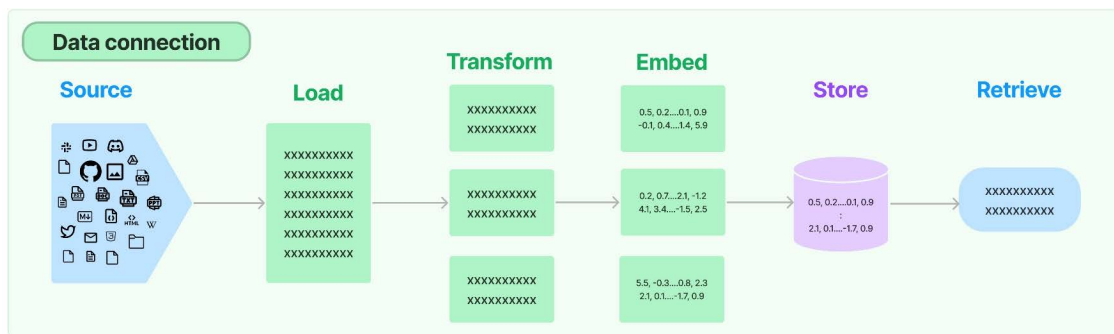 Data connection
Source
Load
Transform
Embed
Store
Retrieve
XXXXXXXXXX
XXXXXXXXXX
XXXXXXXXXX
XXXXXXXXXX
XXXXXXXXXX
XXXXXXXXXX
XXXXXXXXXX
XXXXXXXXXX
XXXXXXXXXX
XXXXXXXXXX
XXXXXXXXXX
XXXXXXXXXX
0.5, 0.2....0.1, 0.9
-0.1, 0.4....1.4, 5.9
0.2, 0.7....2.1, -1.2
4.1, 3.4....-1.5, 2.5
5.5, -0.3....0.8, 2.3
2.1, 0.1....-1.7, 0.9
0.5, 0.2....0.1, 0.9
:
2.1, 0.1....-1.7, 0.9
XXXXXXXXXX
XXXXXXXXXX
HTML
W